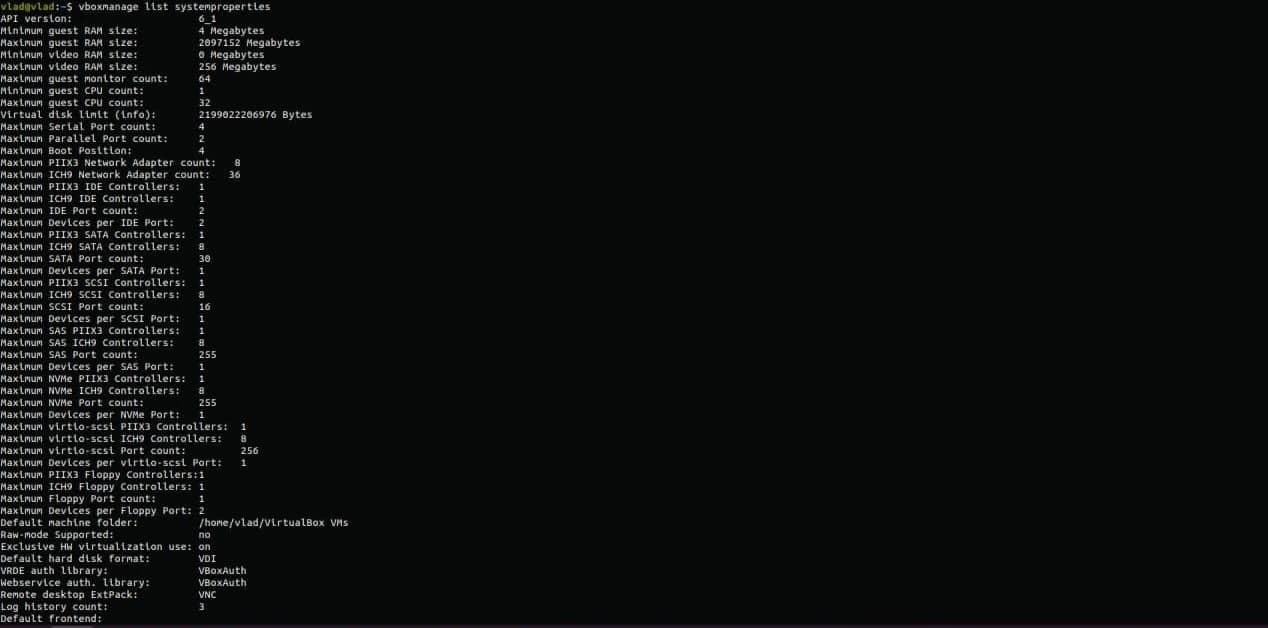 vlad@vlad:~$ vboxmanage list systemproperties
API version:                     6_1
Minimum guest RAM size:          4 Megabytes
Maximum guest RAM size:          2097152 Megabytes
Minimum video RAM size:          0 Megabytes
Maximum video RAM size:          256 Megabytes
Maximum guest monitor count:     64
Minimum guest CPU count:         1
Maximum guest CPU count:         32
Virtual disk limit (info):       2199022206976 Bytes
Maximum Serial Port count:       4
Maximum Parallel Port count:     2
Maximum Boot Position:           4
Maximum PIIX3 Network Adapter count:   8
Maximum ICH9 Network Adapter count:   36
Maximum PIIX3 IDE Controllers:   1
Maximum ICH9 IDE Controllers:    1
Maximum IDE Port count:          2
Maximum Devices per IDE Port:    2
Maximum PIIX3 SATA Controllers:  1
Maximum ICH9 SATA Controllers:   8
Maximum SATA Port count:         30
Maximum Devices per SATA Port:   1
Maximum PIIX3 SCSI Controllers:  1
Maximum ICH9 SCSI Controllers:   8
Maximum SCSI Port count:         16
Maximum Devices per SCSI Port:   1
Maximum SAS PIIX3 Controllers:   1
Maximum SAS ICH9 Controllers:    8
Maximum SAS Port count:          255
Maximum Devices per SAS Port:    1
Maximum NVMe PIIX3 Controllers:  1
Maximum NVMe ICH9 Controllers:   8
Maximum NVMe Port count:         255
Maximum Devices per NVMe Port:   1
Maximum virtio-scsi PIIX3 Controllers:  1
Maximum virtio-scsi ICH9 Controllers:   8
Maximum virtio-scsi Port count:         256
Maximum Devices per virtio-scsi Port:   1
Maximum PIIX3 Floppy Controllers:1
Maximum ICH9 Floppy Controllers: 1
Maximum Floppy Port count:       1
Maximum Devices per Floppy Port: 2
Default machine folder:          /home/vlad/VirtualBox VMs
Raw-mode Supported:              no
Exclusive HW virtualization use: on
Default hard disk format:        VDI
VRDE auth library:               VBoxAuth
Webservice auth. library:        VBoxAuth
Remote desktop ExtPack:          VNC
Log history count:               3
Default frontend: